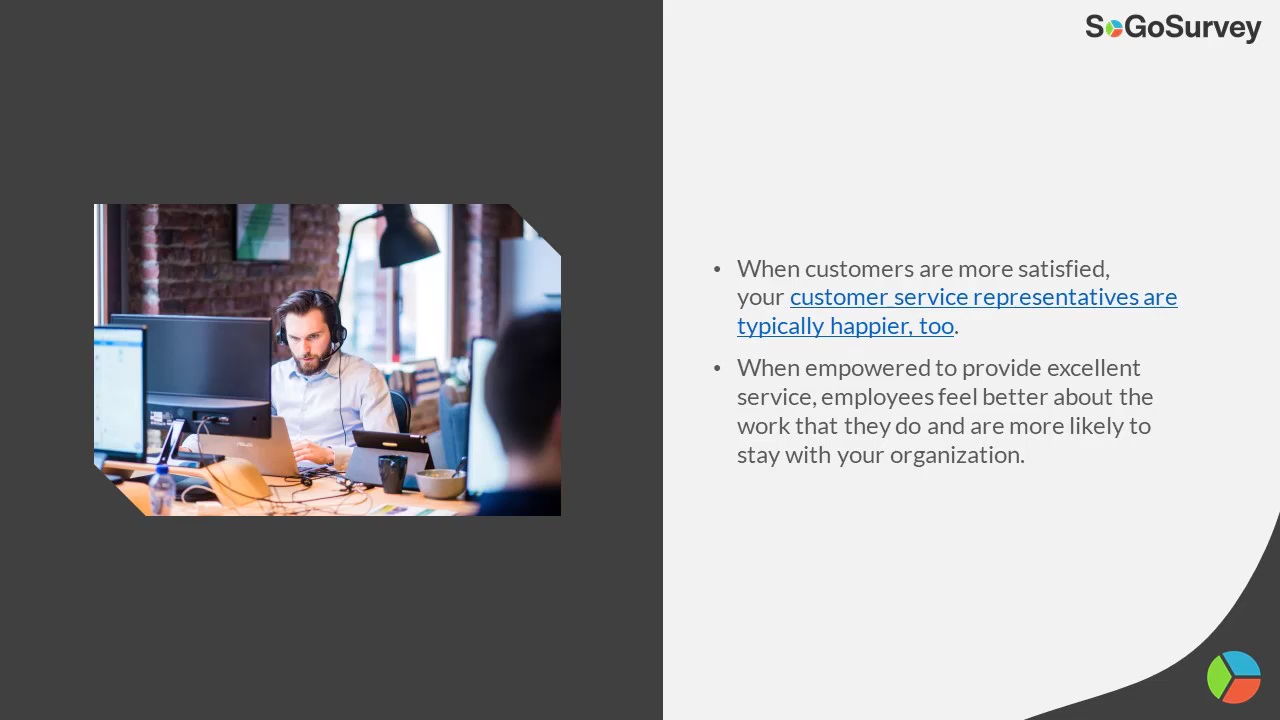 SoGoSurvey
• When customers are more satisfied,
your customer service representatives are
typically happier, too.
• When empowered to provide excellent
service, employees feel better about the
work that they do and are more likely to
stay with your organization.
ASUS